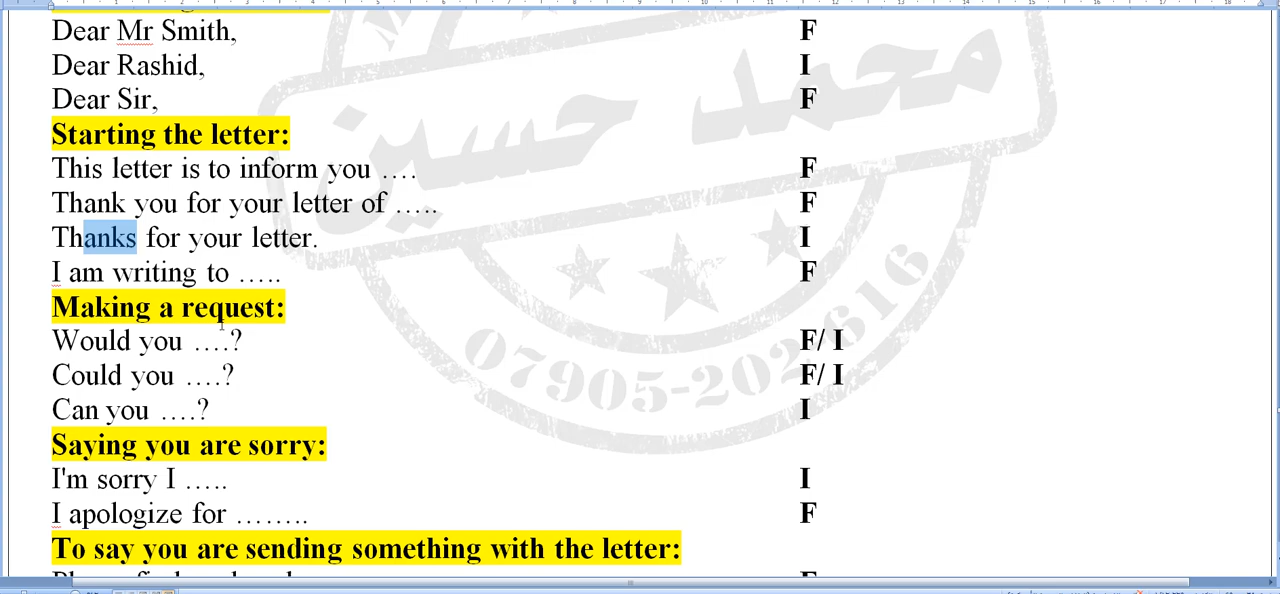 Dear Mr Smith, F
Dear Rashid, I
Dear Sir, F
Starting the letter:
This letter is to inform you …. F
Thank you for your letter of ….. F
Thanks for your letter. I
I am writing to ….. F
Making a request:
Would you ….? F/ I
Could you ….? F/ I
Can you ….? I
Saying you are sorry:
I'm sorry I ….. I
I apologize for …….. F
To say you are sending something with the letter:
محمد حسين
07905-202616